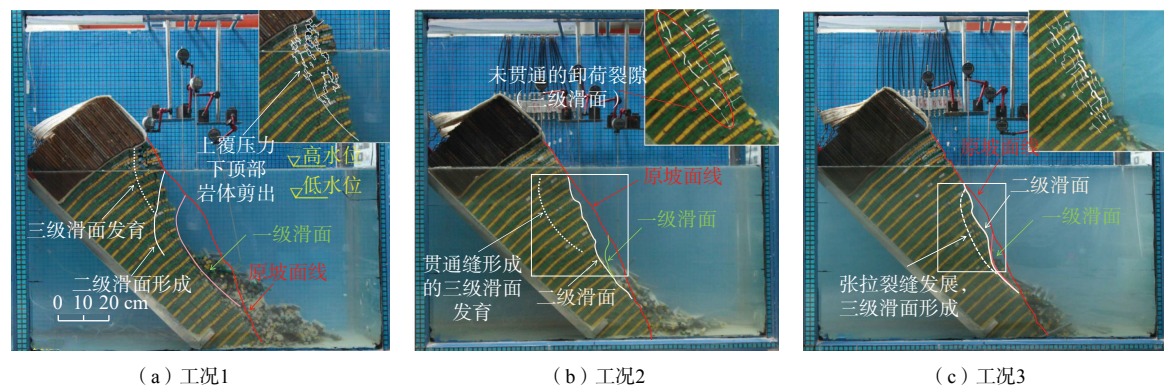 上覆压力
下顶部
岩体剪出
高水位
低水位
三级滑面发育
一级滑面
二级滑面形成
原坡面线
0 10 20 cm
(a)工况1
未贯通的卸荷裂隙
(三级滑面)
原坡面线
一级滑面
贯通缝形成
的三级滑面
发育
二级滑面
(b)工况2
原坡面线
二级滑面
一级滑面
张拉裂缝发展,
三级滑面形成
(c)工况3